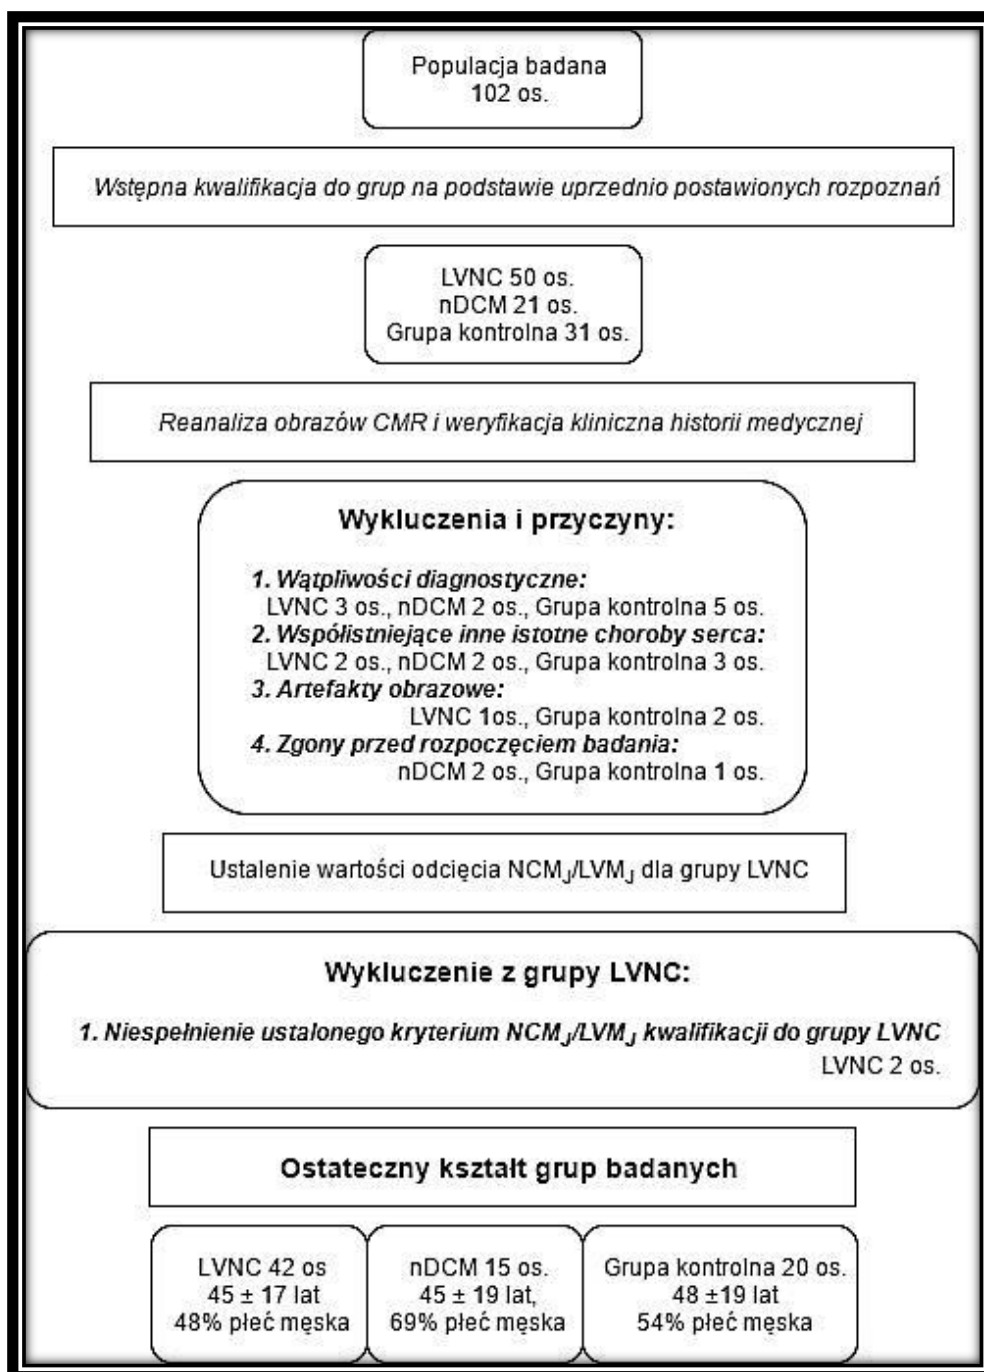 Populacja badana
102 os.
Wstępna kwalifikacja do grup na podstawie uprzednio postawionych rozpoznań
LVNC 50 os.
nDCM 21 os.
Grupa kontrolna 31 os.
Reanaliza obrazów CMR i weryfikacja kliniczna historii medycznej
Wykluczenia i przyczyny:
1. Wątpliwości diagnostyczne:
LVNC 3 os., nDCM 2 os., Grupa kontrolna 5 os.
2. Współistniejące inne istotne choroby serca:
LVNC 2 os., nDCM 2 os., Grupa kontrolna 3 os.
3. Artefakty obrazowe:
LVNC 1os., Grupa kontrolna 2 os.
4. Zgony przed rozpoczęciem badania:
nDCM 2 os., Grupa kontrolna 1 os.
Ustalenie wartości odcięcia NCMJ/LVMJ dla grupy LVNC
Wykluczenie z grupy LVNC:
1. Niespełnienie ustalonego kryterium NCMJ/LVMJ kwalifikacji do grupy LVNC
LVNC 2 os.
Ostateczny kształt grup badanych
LVNC 42 os
45 ± 17 lat
48% płeć męska
nDCM 15 os.
45 ± 19 lat,
69% płeć męska
Grupa kontrolna 20 os.
48 ±19 lat
54% płeć męska